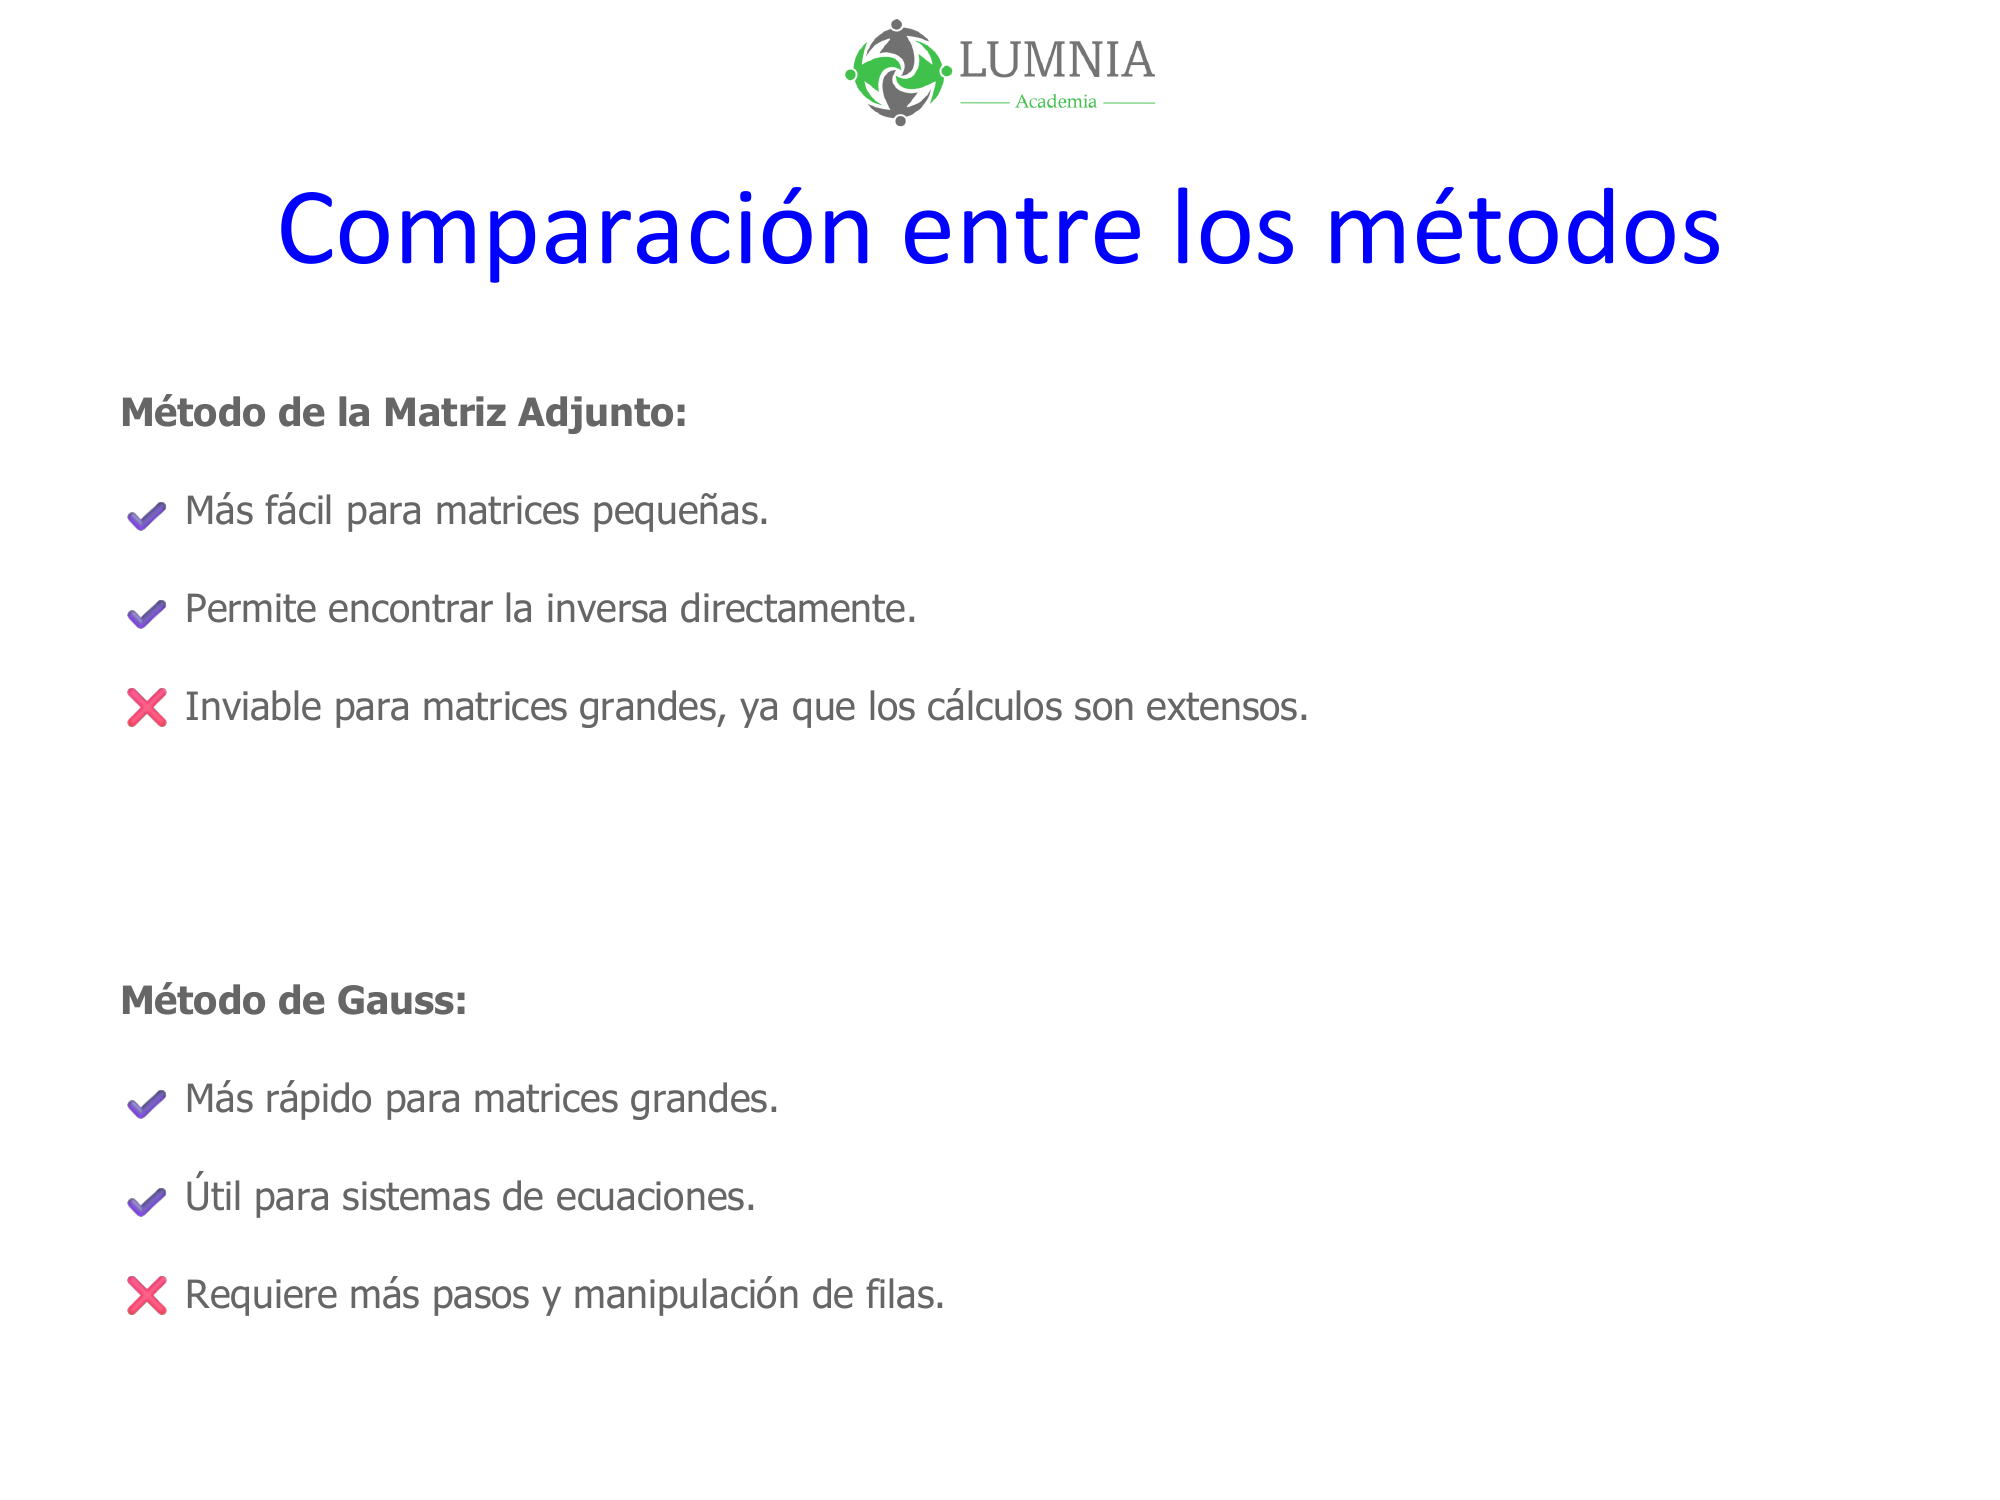 LUMNIA
Academia
Comparación entre los métodos
Método de la Matriz Adjunto:
✔ Más fácil para matrices pequeñas.
✔ Permite encontrar la inversa directamente.
❌ Inviable para matrices grandes, ya que los cálculos son extensos.
Método de Gauss:
✔ Más rápido para matrices grandes.
✔ Útil para sistemas de ecuaciones.
❌ Requiere más pasos y manipulación de filas.